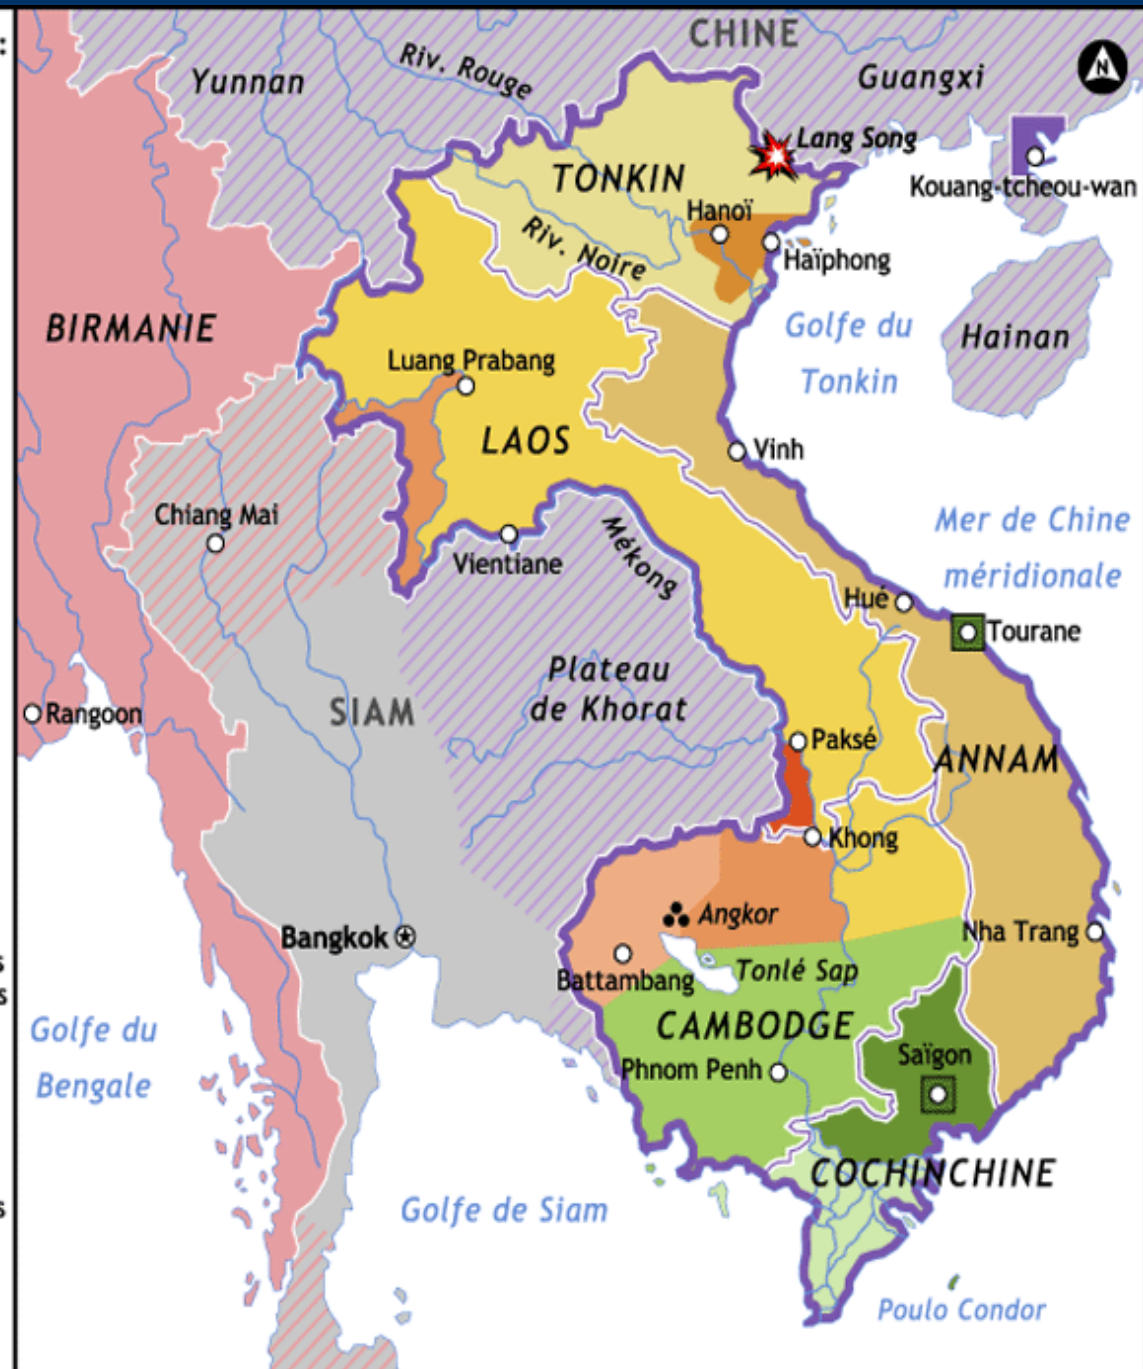 :
CHINE
N
Yunnan
Riv. Rouge
Guangxi
Lang Song
TONKIN
Kouang-tcheou-wan
Hanoï
Riv. Noire
Haïphong
BIRMANIE
Golfe du
Tonkin
Hainan
Luang Prabang
LAOS
Vinh
Chiang Mai
Mékong
Mer de Chine
méridionale
Vientiane
Hué
Tourane
Plateau
de Khorat
SIAM
Rangoon
Paksé
ANNAM
Khong
Angkor
Bangkok
Nha Trang
Battambang
Tonlé Sap
s
s
CAMBODGE
Golfe du
Bengale
Saïgon
Phnom Penh
COCHINCHINE
s
Golfe de Siam
Poulo Condor